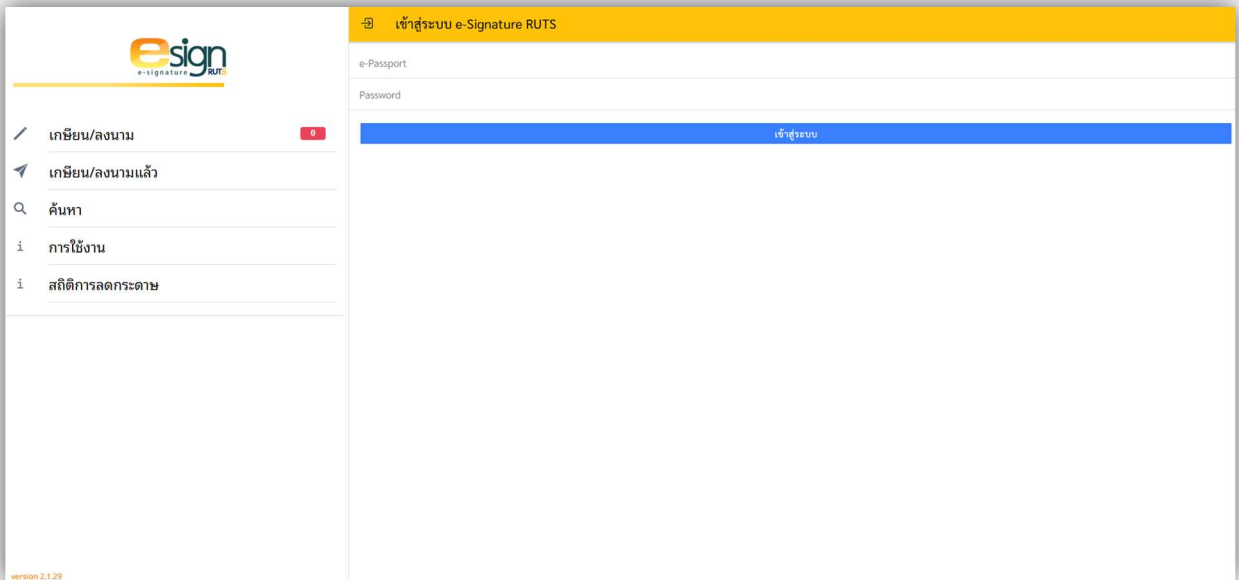 esign
e-signature RUTS
เกษียน/ลงนาม 0
เกษียน/ลงนามแล้ว
ค้นหา
การใช้งาน
สถิติการลดกระดาษ
version 2.1.29
เข้าสู่ระบบ e-Signature RUTS
e-Passport
Password
เข้าสู่ระบบ